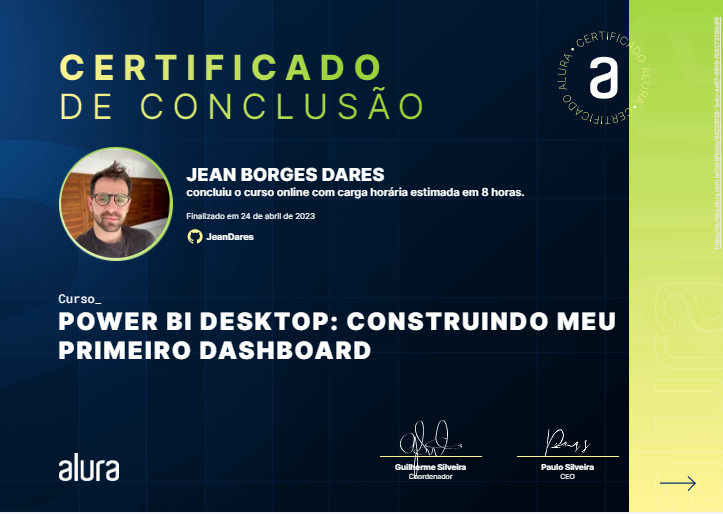 CERTIFICADO
DE CONCLUSÃO
CERTIFICADO ALURA • CERTIFICADO ALURA •
a
JEAN BORGES DARES
concluiu o curso online com carga horária estimada em 8 horas.
Finalizado em 24 de abril de 2023
JeanDares
Curso_
POWER BI DESKTOP: CONSTRUINDO MEU
PRIMEIRO DASHBOARD
alura
Guilherme Silveira
Coordenador
Paulo Silveira
CEO
alura